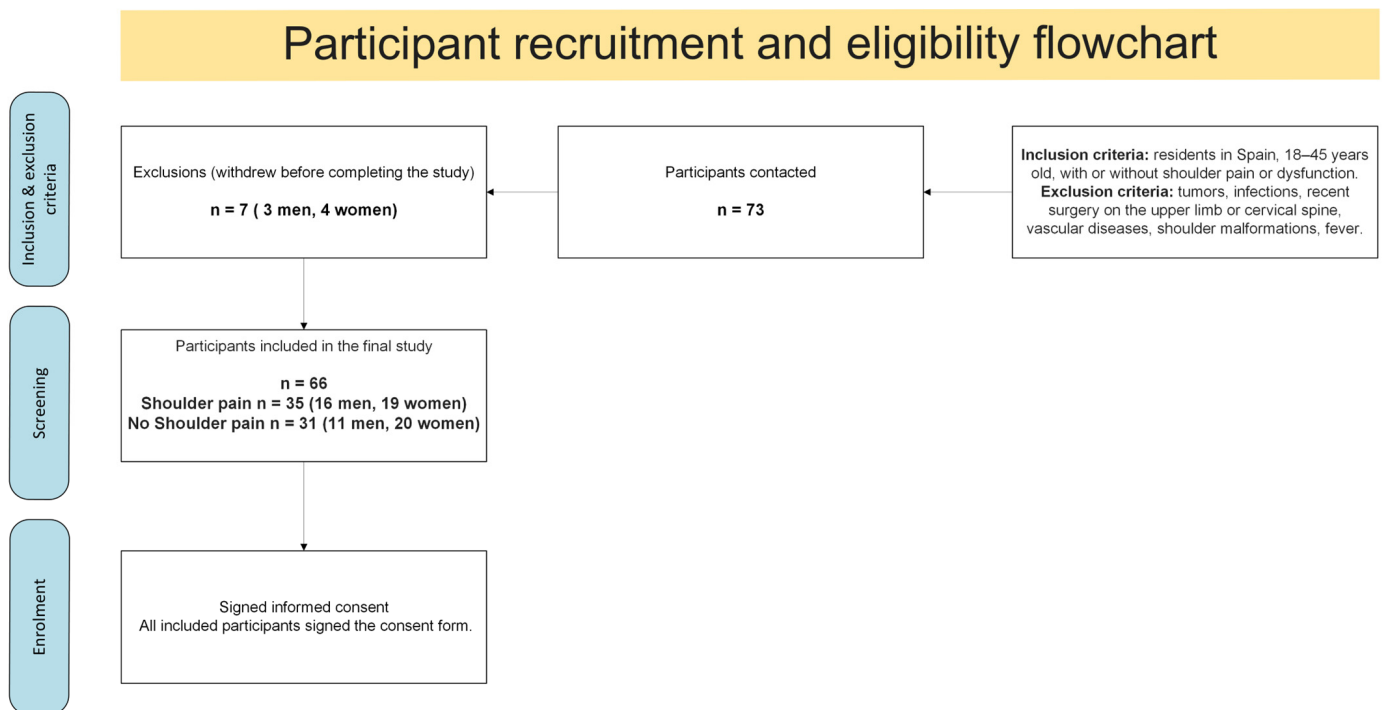 Participant recruitment and eligibility flowchart
Inclusion & exclusion
criteria
Exclusions (withdrew before completing the study)
n = 7 ( 3 men, 4 women)
Participants contacted
n = 73
Inclusion criteria: residents in Spain, 18–45 years
old, with or without shoulder pain or dysfunction.
Exclusion criteria: tumors, infections, recent
surgery on the upper limb or cervical spine,
vascular diseases, shoulder malformations, fever.
Screening
Participants included in the final study
n = 66
Shoulder pain n = 35 (16 men, 19 women)
No Shoulder pain n = 31 (11 men, 20 women)
Enrolment
Signed informed consent
All included participants signed the consent form.